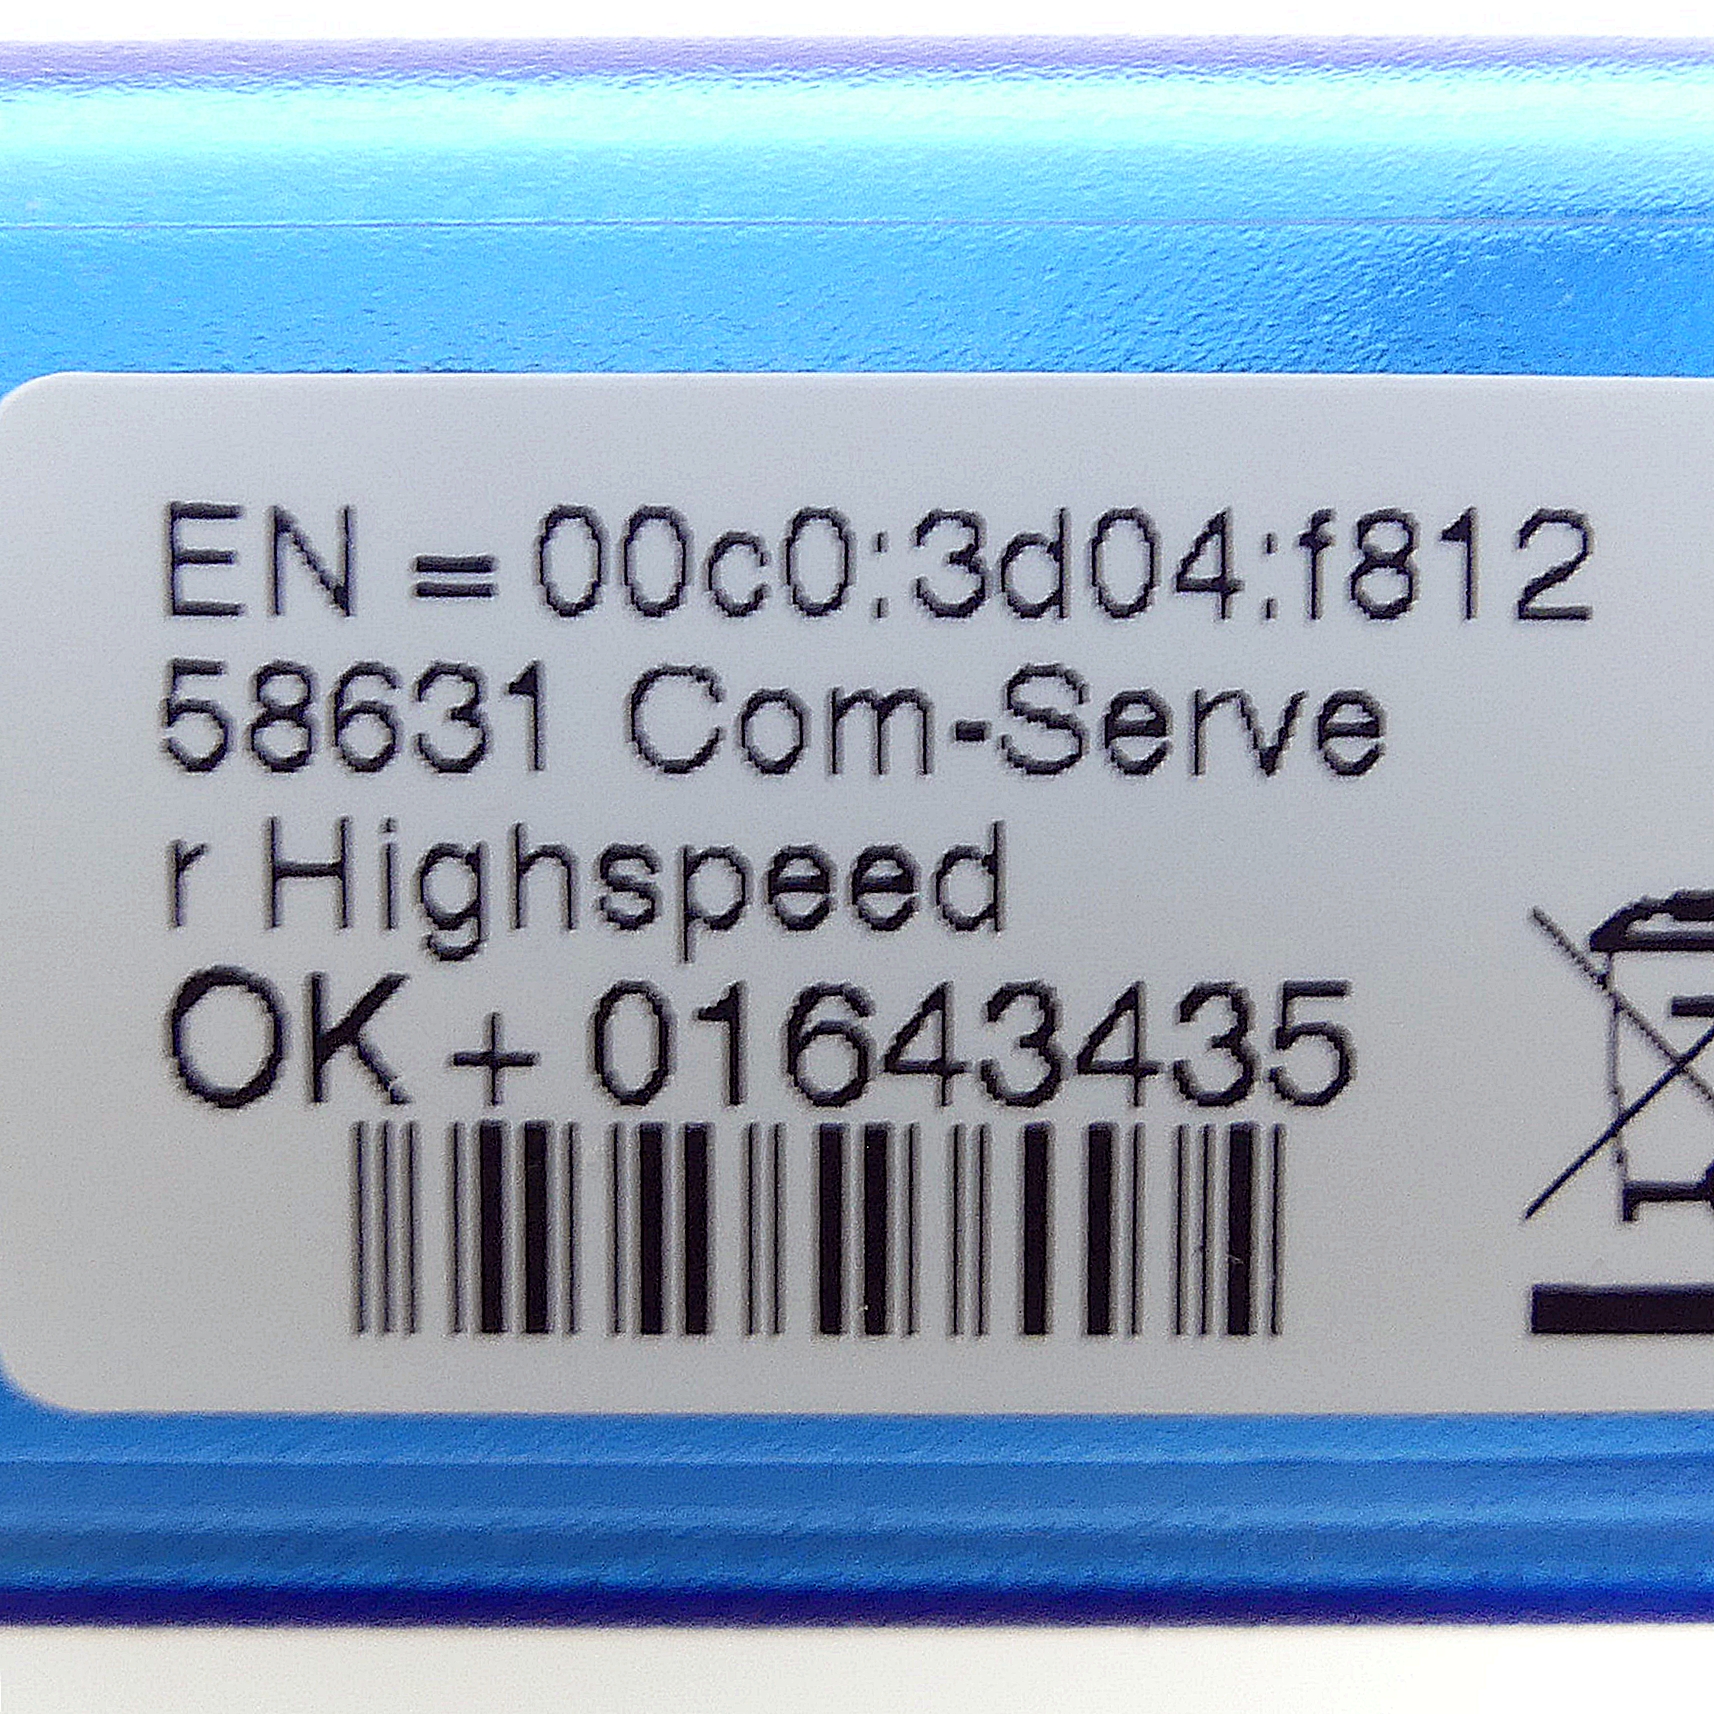 EN = 00c0:3d04:f812
58631 Com-Serve
r Highspeed
OK + 01643435